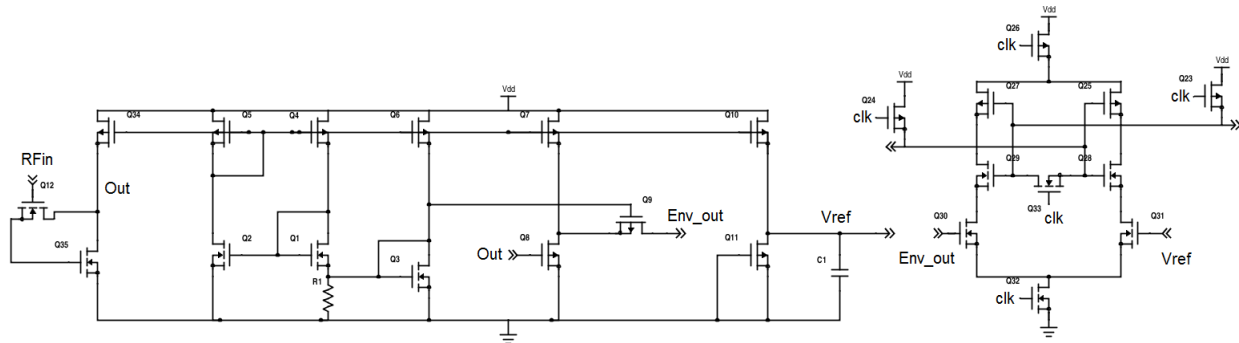 Vdd
Q26
clk
Vdd
Q23
clk
Vdd
Q24
clk
Q27
Q25
Vdd
Q34
Q5
Q4
Q6
Q7
Q10
RFin
Q12
Out
Q29
Q28
Q33
clk
Q9
Env_out
Vref
Q35
Q2
Q1
Q3
R1
Out
Q8
Q11
C1
Q30
Env_out
Q31
Vref
Q32
clk